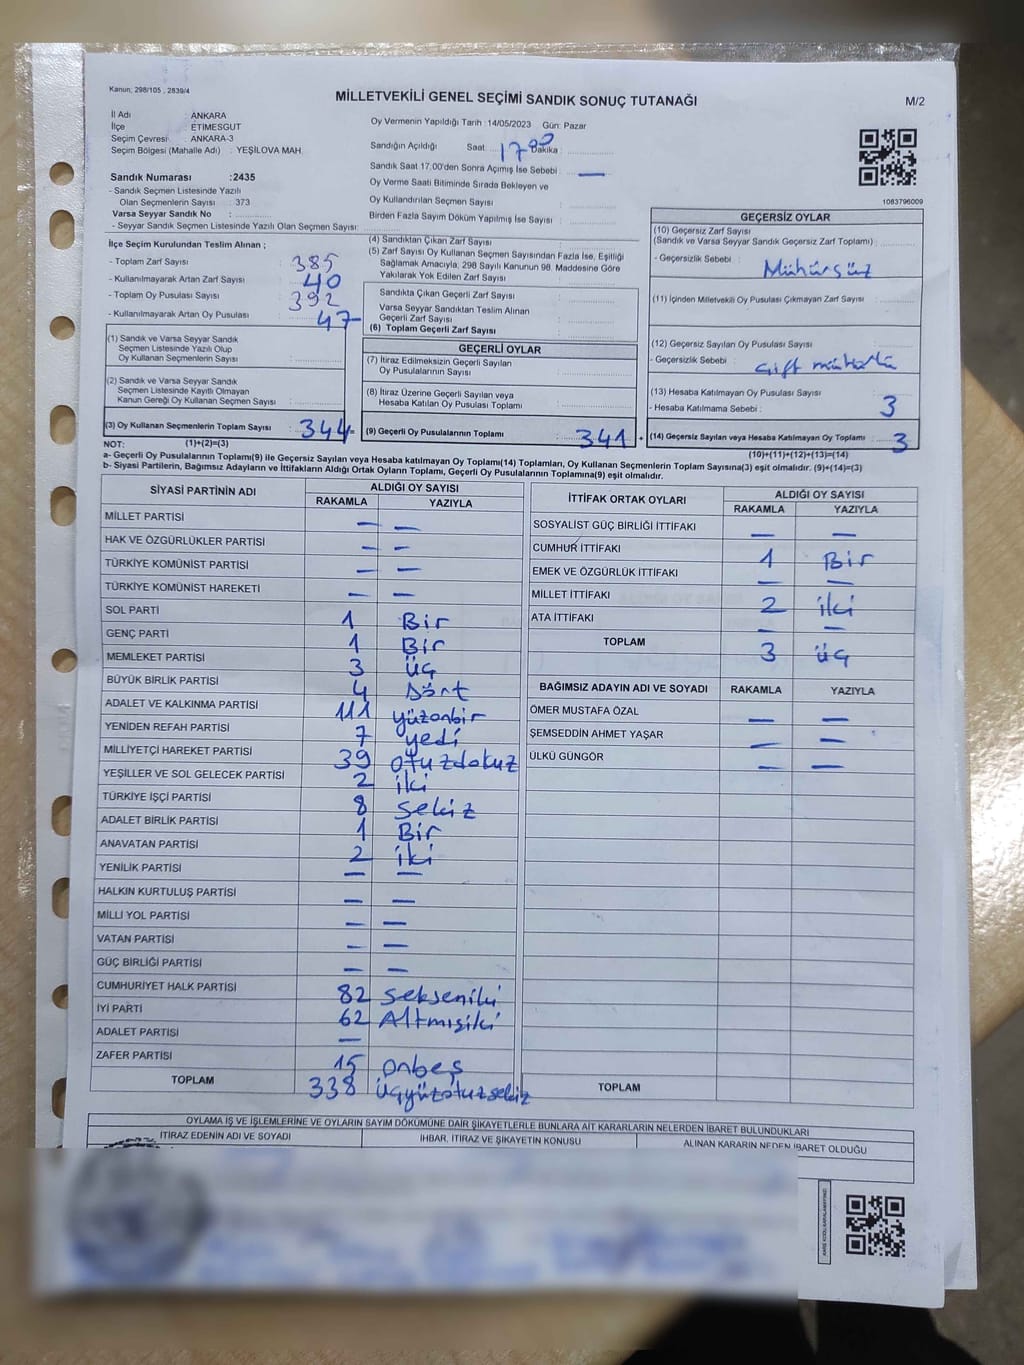 Kanun: 298/105 , 2839/4
MİLLETVEKİLİ GENEL SEÇİMİ SANDIK SONUÇ TUTANAĞI
M/2
İl Adı ANKARA
İlçe ETİMESGUT
Seçim Çevresi ANKARA-3
Seçim Bölgesi (Mahalle Adı) : YEŞİLOVA MAH.
Sandık Numarası :2435
- Sandık Seçmen Listesinde Yazılı
Olan Seçmenlerin Sayısı : 373
Varsa Seyyar Sandık No :
- Seyyar Sandık Seçmen Listesinde Yazılı Olan Seçmen Sayısı:
Oy Vermenin Yapıldığı Tarih :14/05/2023 Gün: Pazar
Sandığın Açıldığı Saat: 17 00 Dakika :
Sandık Saat 17:00'den Sonra Açımış İse Sebebi : —
Oy Verme Saati Bitiminde Sırada Bekleyen ve
Oy Kullandırılan Seçmen Sayısı :
Birden Fazla Sayım Döküm Yapılmış İse Sayısı :
1083796009
İlçe Seçim Kurulundan Teslim Alınan ;
- Toplam Zarf Sayısı : 385
- Kullanılmayarak Artan Zarf Sayısı : 40
- Toplam Oy Pusulası Sayısı : 392
- Kullanılmayarak Artan Oy Pusulası : 47
(1) Sandık ve Varsa Seyyar Sandık
Seçmen Listesinde Yazılı Olup
Oy Kullanan Seçmenlerin Sayısı :
(2) Sandık ve Varsa Seyyar Sandık
Seçmen Listesinde Kayıtlı Olmayan
Kanun Gereği Oy Kullanan Seçmen Sayısı :
(3) Oy Kullanan Seçmenlerin Toplam Sayısı : 344 =
(4) Sandıktan Çıkan Zarf Sayısı :
(5) Zarf Sayısı Oy Kullanan Seçmen Sayısından Fazla İse, Eşitliği
Sağlamak Amacıyla; 298 Sayılı Kanunun 98. Maddesine Göre
Yakılarak Yok Edilen Zarf Sayısı :
Sandıkta Çıkan Geçerli Zarf Sayısı :
Varsa Seyyar Sandıktan Teslim Alınan
Geçerli Zarf Sayısı :
(6) Toplam Geçerli Zarf Sayısı :
GEÇERLİ OYLAR
(7) İtiraz Edilmeksizin Geçerli Sayılan
Oy Pusulalarının Sayısı :
(8) İtiraz Üzerine Geçerli Sayılan veya
Hesaba Katılan Oy Pusulası Toplamı :
(9) Geçerli Oy Pusulalarının Toplamı : 341 +
GEÇERSİZ OYLAR
(10) Geçersiz Zarf Sayısı
(Sandık ve Varsa Seyyar Sandık Geçersiz Zarf Toplamı) :
- Geçersizlik Sebebi : Mühürsüz
(11) İçinden Milletvekili Oy Pusulası Çıkmayan Zarf Sayısı :
(12) Geçersiz Sayılan Oy Pusulası Sayısı :
- Geçersizlik Sebebi : Çift mühürlü
(13) Hesaba Katılmayan Oy Pusulası Sayısı :
- Hesaba Katılmama Sebebi : 3
(14) Geçersiz Sayılan veya Hesaba Katılmayan Oy Toplamı : 3
(10)+(11)+(12)+(13)=(14)
NOT: (1)+(2)=(3)
a- Geçerli Oy Pusulalarının Toplamı(9) ile Geçersiz Sayılan veya Hesaba Katılmayan Oy Toplamı(14) Toplamları, Oy Kullanan Seçmenlerin Toplam Sayısına(3) eşit olmalıdır. (9)+(14)=(3)
b- Siyasi Partilerin, Bağımsız Adayların ve İttifakların Aldığı Ortak Oyların Toplamı, Geçerli Oy Pusulalarının Toplamına(9) eşit olmalıdır.
SİYASİ PARTİNİN ADI ALDIĞI OY SAYISI
RAKAMLA YAZIYLA
MİLLET PARTİSİ — —
HAK VE ÖZGÜRLÜKLER PARTİSİ — —
TÜRKİYE KOMÜNİST PARTİSİ — —
TÜRKİYE KOMÜNİST HAREKETİ — —
SOL PARTİ 1 Bir
GENÇ PARTİ 1 Bir
MEMLEKET PARTİSİ 3 üç
BÜYÜK BİRLİK PARTİSİ 4 Dört
ADALET VE KALKINMA PARTİSİ 111 yüzonbir
YENİDEN REFAH PARTİSİ 7 yedi
MİLLİYETÇİ HAREKET PARTİSİ 39 otuzdokuz
YEŞİLLER VE SOL GELECEK PARTİSİ 2 iki
TÜRKİYE İŞÇİ PARTİSİ 8 sekiz
ADALET BİRLİK PARTİSİ 1 Bir
ANAVATAN PARTİSİ 2 iki
YENİLİK PARTİSİ — —
HALKIN KURTULUŞ PARTİSİ — —
MİLLİ YOL PARTİSİ — —
VATAN PARTİSİ — —
GÜÇ BİRLİĞİ PARTİSİ — —
CUMHURİYET HALK PARTİSİ 82 sekseniki
İYİ PARTİ 62 Altmışiki
ADALET PARTİSİ —
ZAFER PARTİSİ 15 onbeş
TOPLAM 338 üçyüzotuzsekiz
İTTİFAK ORTAK OYLARI ALDIĞI OY SAYISI
RAKAMLA YAZIYLA
SOSYALİST GÜÇ BİRLİĞİ İTTİFAKI — —
CUMHUR İTTİFAKI 1 Bir
EMEK VE ÖZGÜRLÜK İTTİFAKI — —
MİLLET İTTİFAKI 2 iki
ATA İTTİFAKI — —
TOPLAM 3 üç
BAĞIMSIZ ADAYIN ADI VE SOYADI RAKAMLA YAZIYLA
ÖMER MUSTAFA ÖZAL — —
ŞEMSEDDİN AHMET YAŞAR — —
ÜLKÜ GÜNGÖR — —
TOPLAM
OYLAMA İŞ VE İŞLEMLERİNE VE OYLARIN SAYIM DÖKÜMÜNE DAİR ŞİKAYETLERLE BUNLARA AİT KARARLARIN NELERDEN İBARET BULUNDUKLARI
İTİRAZ EDENİN ADI VE SOYADI İHBAR, İTİRAZ VE ŞİKAYETİN KONUSU ALINAN KARARIN NEDEN İBARET OLDUĞU